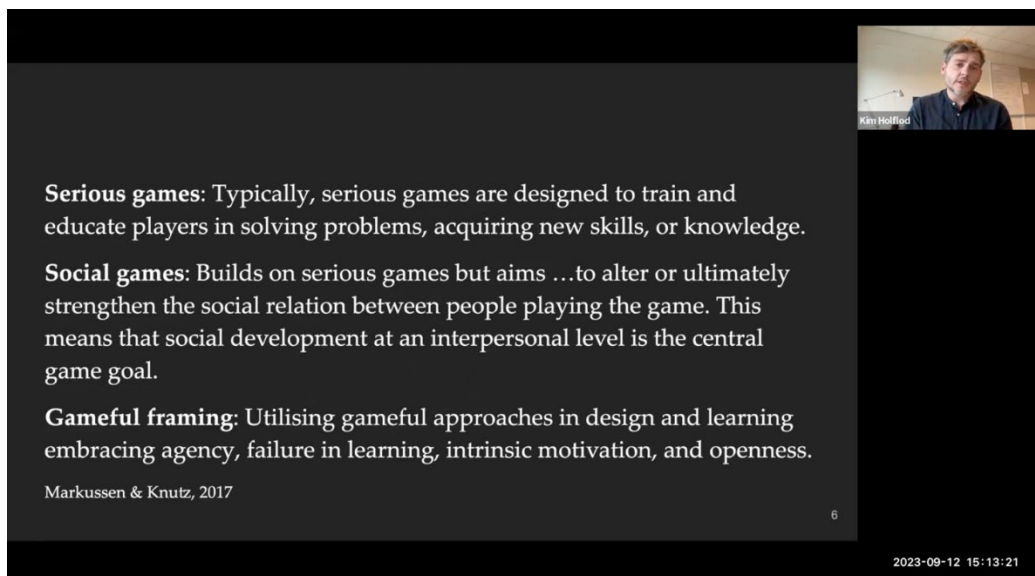 Kim Holflod
Serious games: Typically, serious games are designed to train and
educate players in solving problems, acquiring new skills, or knowledge.
Social games: Builds on serious games but aims …to alter or ultimately
strengthen the social relation between people playing the game. This
means that social development at an interpersonal level is the central
game goal.
Gameful framing: Utilising gameful approaches in design and learning
embracing agency, failure in learning, intrinsic motivation, and openness.
Markussen & Knutz, 2017
6
2023-09-12 15:13:21